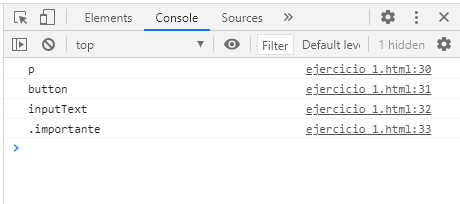 Elements Console Sources »
top ▼ Filter Default leve 1 hidden
p ejercicio 1.html:30
button ejercicio 1.html:31
inputText ejercicio 1.html:32
.importante ejercicio 1.html:33
>